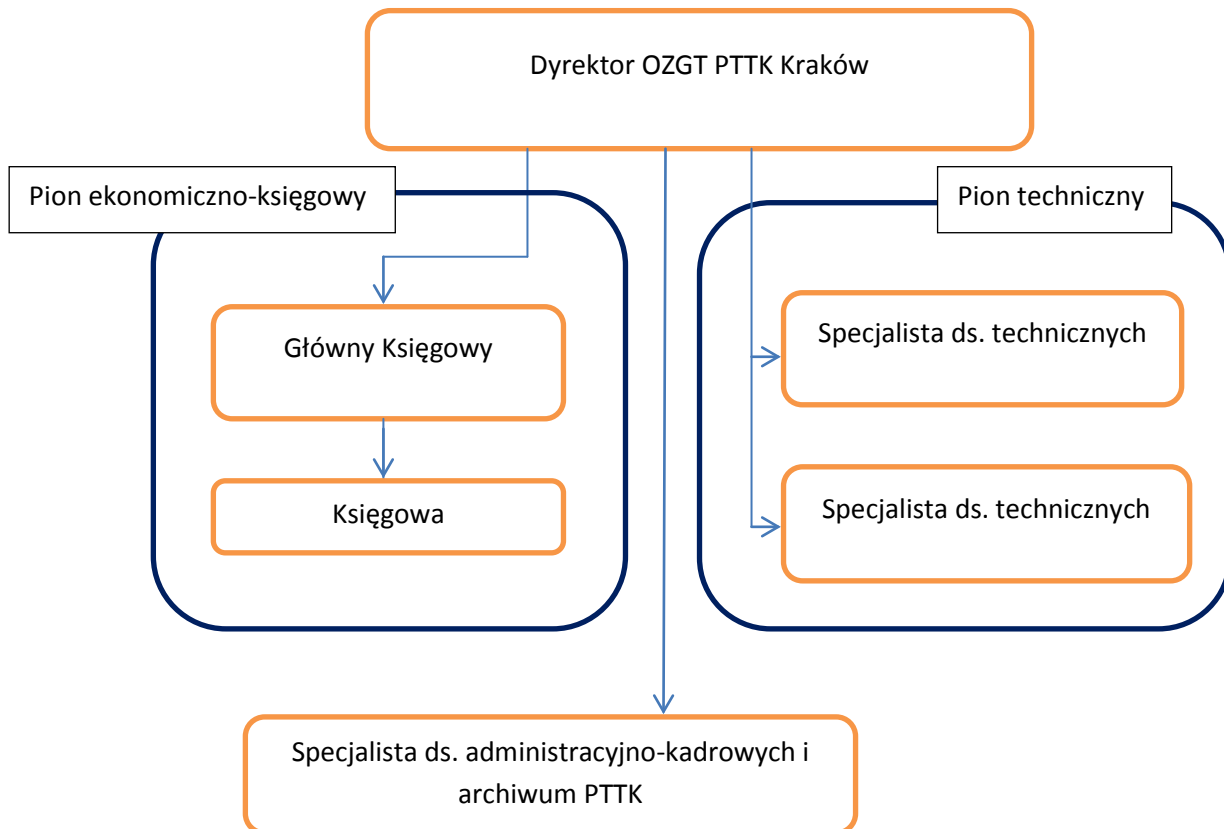 Dyrektor OZGT PTTK Kraków
Pion ekonomiczno-księgowy
Pion techniczny
Główny Księgowy
Specjalista ds. technicznych
Księgowa
Specjalista ds. technicznych
Specjalista ds. administracyjno-kadrowych i
archiwum PTTK